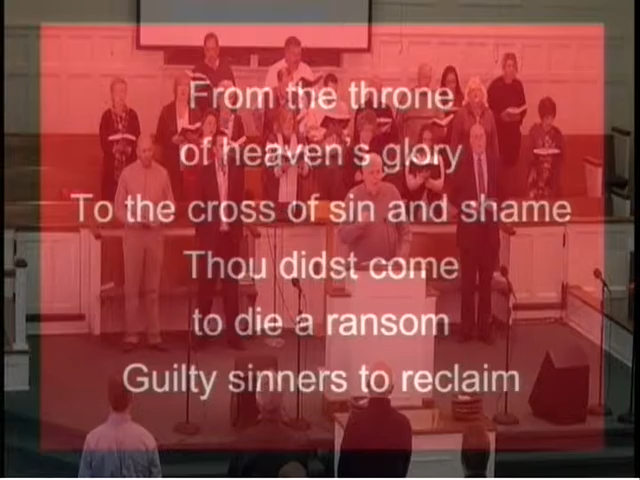 From the throne
of heaven's glory
To the cross of sin and shame
Thou didst come
to die a ransom
Guilty sinners to reclaim